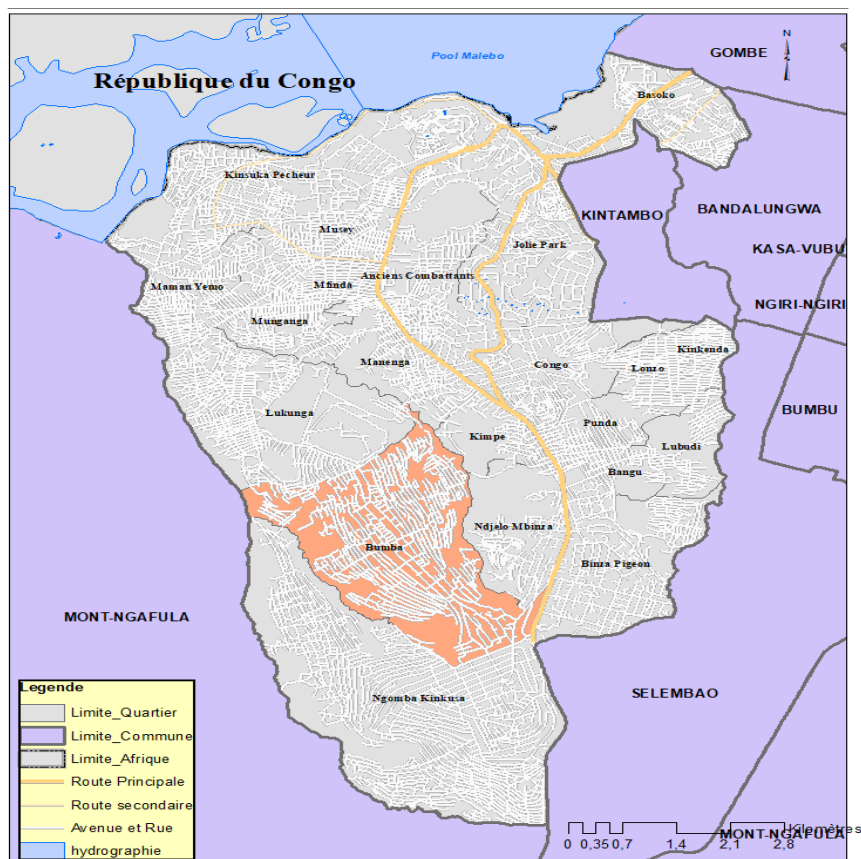 GOMBE
N
Pool Malebo
République du Congo
Basoko
Kinsuka Pecheur
KINTAMBO
BANDALUNGWA
Musey
Jolie Park
KASA-VUBU
Anciens Combattants
Maman Yemo
Mfinda
NGIRI-NGIRI
Munganga
Kinkenda
Manenga
Congo
Lonzo
Lukunga
BUMBU
Kimpe
Punda
Lubudi
Bangu
Ndjelo Mbinza
Bumba
Binza Pigeon
MONT-NGAFULA
Legende
SELEMBAO
Ngomba Kinkusa
Limite_Quartier
Limite_Commune
Limite_Afrique
Route Principale
Route secondaire
Avenue et Rue
hydrographie
Kilomètres
MONT-NGAFULA
0 0,35 0,7 1,4 2,1 2,8